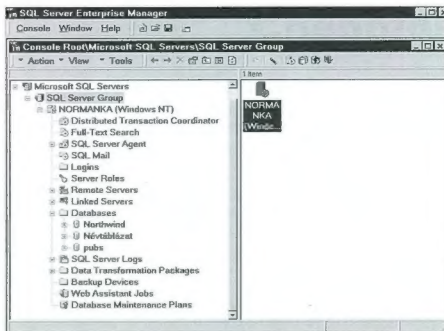 SQL Server Enterprise Manager
Console Window Help
Console Root\Microsoft SQL Servers\SQL Server Group
Action View Tools
1 Item
Microsoft SQL Servers
SQL Server Group
NORMANKA (Windows NT)
Distributed Transaction Coordinator
Full-Text Search
SQL Server Agent
SQL Mail
Logins
Server Roles
Remote Servers
Linked Servers
Databases
Northwind
Névtáblázat
pubs
SQL Server Logs
Data Transformation Packages
Backup Devices
Web Assistant Jobs
Database Maintenance Plans
NORMA
NKA
(Windo...